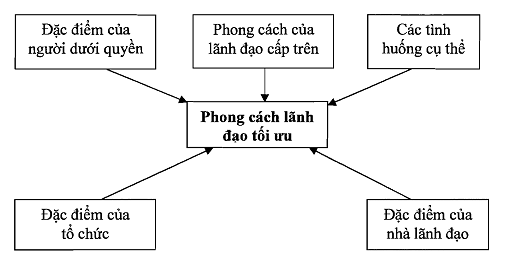 Đặc điểm của
người dưới quyền
Phong cách của
lãnh đạo cấp trên
Các tình
huống cụ thể
Phong cách lãnh
đạo tối ưu
Đặc điểm của
tổ chức
Đặc điểm của
nhà lãnh đạo